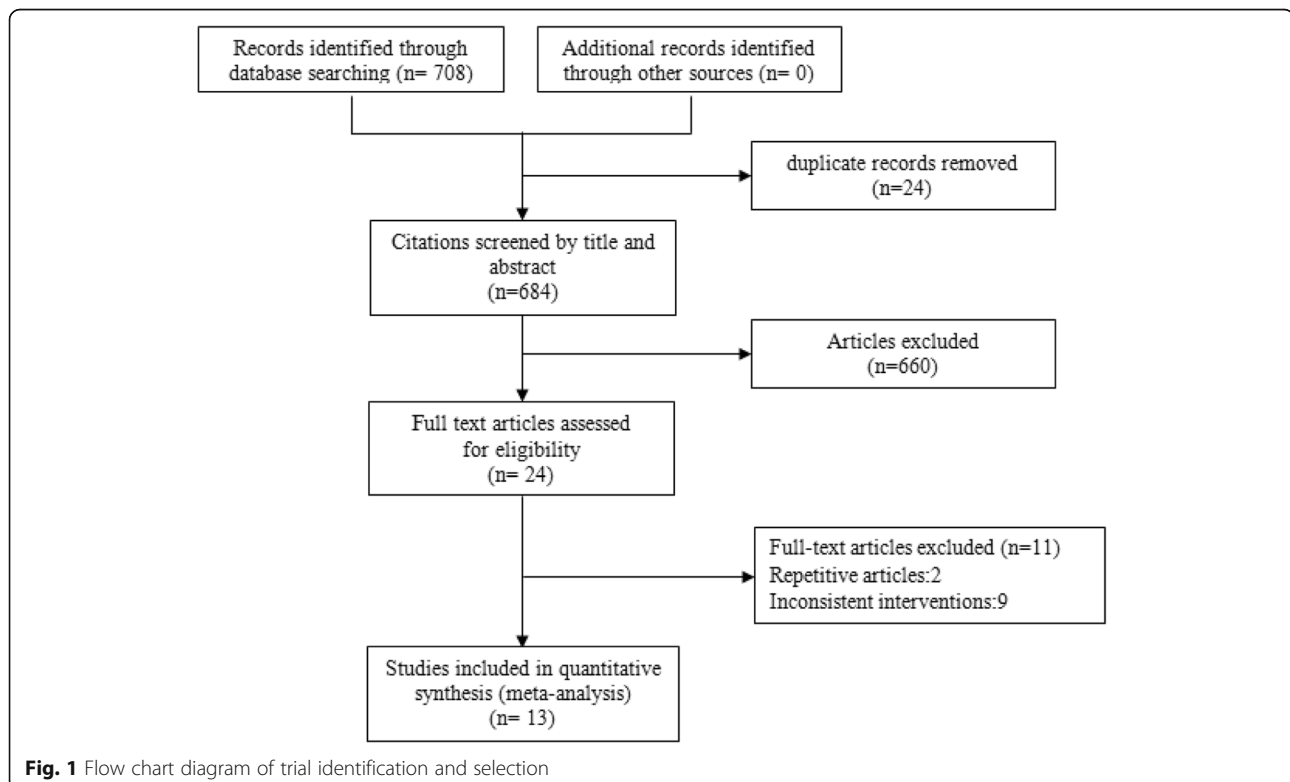 Records identified through
database searching (n= 708)
Additional records identified
through other sources (n= 0)
duplicate records removed
(n=24)
Citations screened by title and
abstract
(n=684)
Articles excluded
(n=660)
Full text articles assessed
for eligibility
(n= 24)
Full-text articles excluded (n=11)
Repetitive articles:2
Inconsistent interventions:9
Studies included in quantitative
synthesis (meta-analysis)
(n= 13)
Fig. 1 Flow chart diagram of trial identification and selection